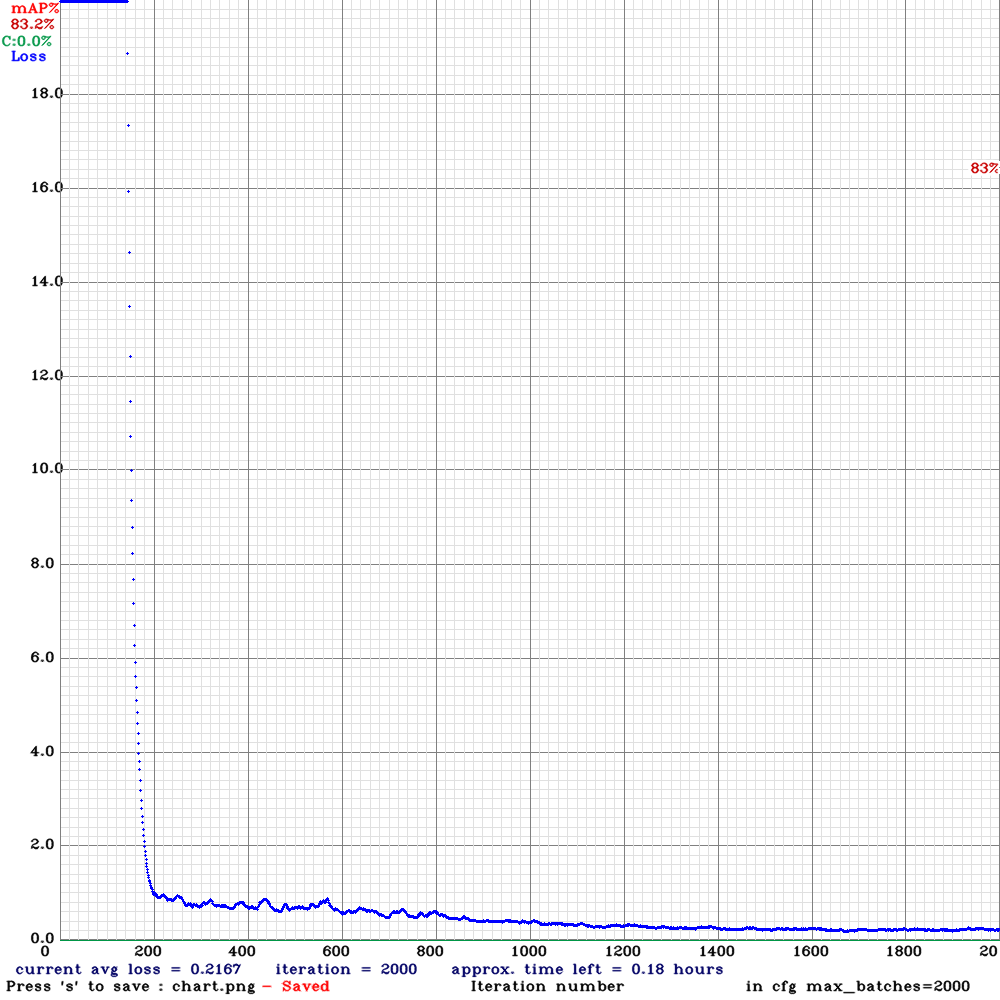 mAP%
83.2%
C:0.0%
Loss
18.0
83%
16.0
14.0
12.0
10.0
8.0
6.0
4.0
2.0
0.0
0 200 400 600 800 1000 1200 1400 1600 1800 20
current avg loss = 0.2167 iteration = 2000 approx. time left = 0.18 hours
Press 's' to save : chart.png - Saved Iteration number in cfg max_batches=2000